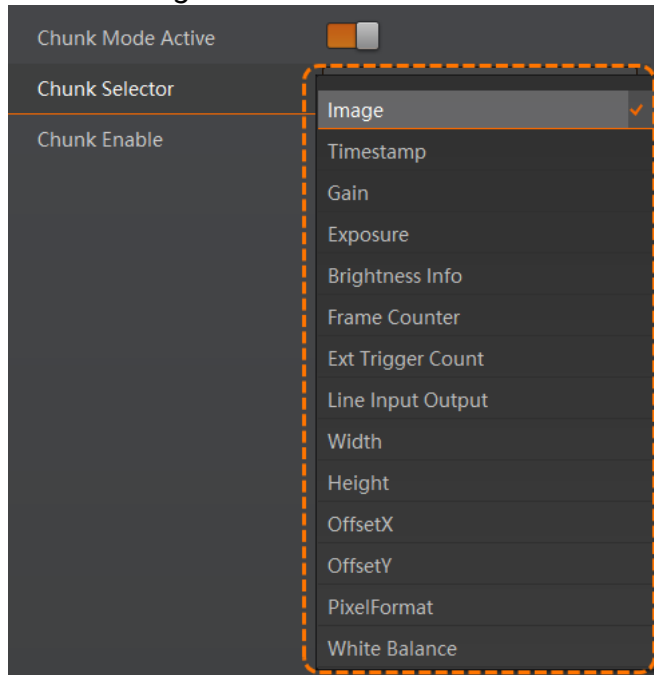 Chunk Mode Active
Chunk Selector
Chunk Enable
Image
Timestamp
Gain
Exposure
Brightness Info
Frame Counter
Ext Trigger Count
Line Input Output
Width
Height
OffsetX
OffsetY
PixelFormat
White Balance